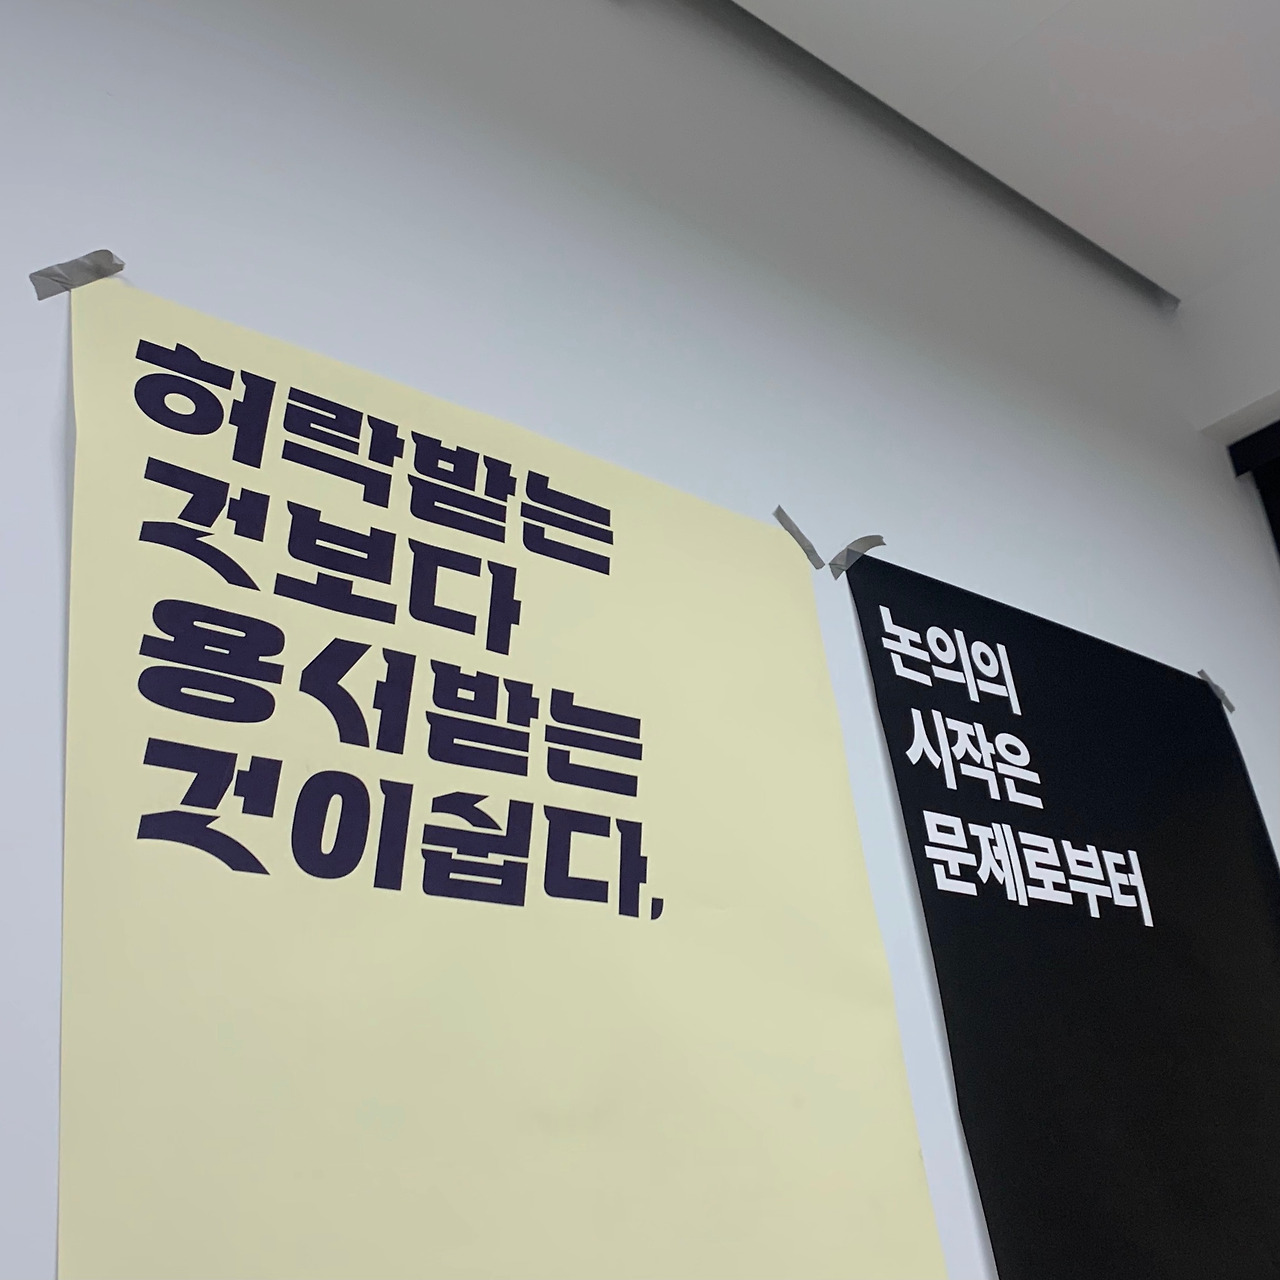 허락받는
것보다
용서받는
것이쉽다,
논의의
시작은
문제로부터